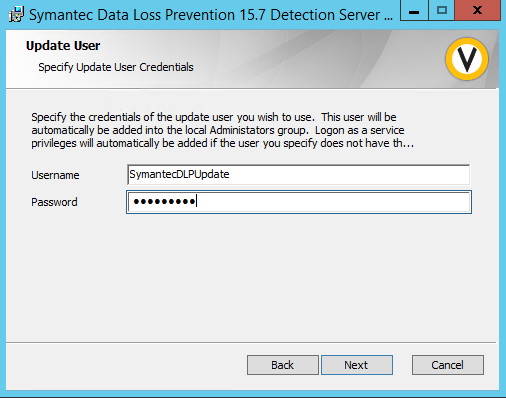 Symantec Data Loss Prevention 15.7 Detection Server ...
Update User
Specify Update User Credentials
Specify the credentials of the update user you wish to use. This user will be
automatically be added into the local Administators group. Logon as a service
privileges will automatically be added if the user you specify does not have th...
Username
SymantecDLPUpdate
Password
●●●●●●●●●
Back
Next
Cancel